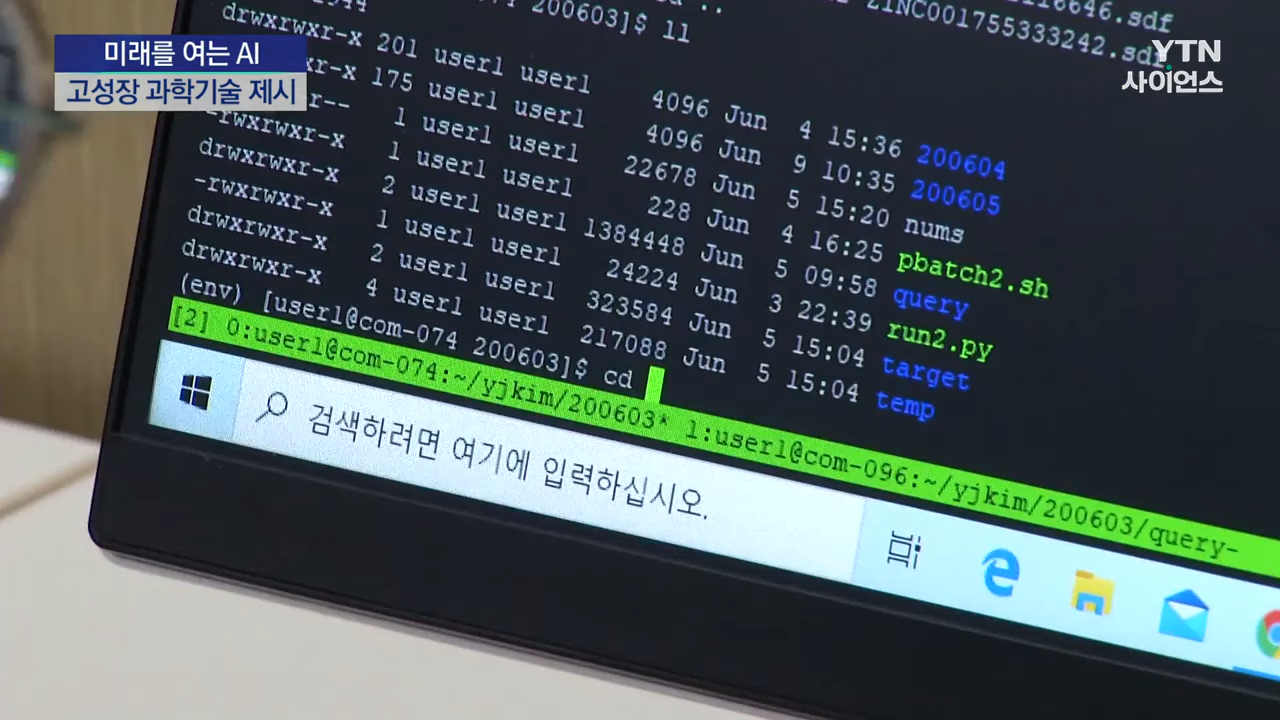 미래를 여는 AI
고성장 과학기술 제시
YTN
사이언스
6646.sdf
ZINC001755333242.sdf
200603]$ ll
drwxrwxr-x 201 user1 user1 4096 Jun 4 15:36 200604
xr-x 175 user1 user1 4096 Jun 9 10:35 200605
r-- 1 user1 user1 22678 Jun 5 15:20 nums
-rwxrwxr-x 1 user1 user1 228 Jun 4 16:25 pbatch2.sh
drwxrwxr-x 2 user1 user1 1384448 Jun 5 09:58 query
-rwxrwxr-x 1 user1 user1 24224 Jun 3 22:39 run2.py
drwxrwxr-x 2 user1 user1 323584 Jun 5 15:04 target
drwxrwxr-x 4 user1 user1 217088 Jun 5 15:04 temp
(env) [user1@com-074 200603]$ cd
[2] 0:user1@com-074:~/yjkim/200603* 1:user1@com-096:~/yjkim/200603/query-
검색하려면 여기에 입력하십시오.